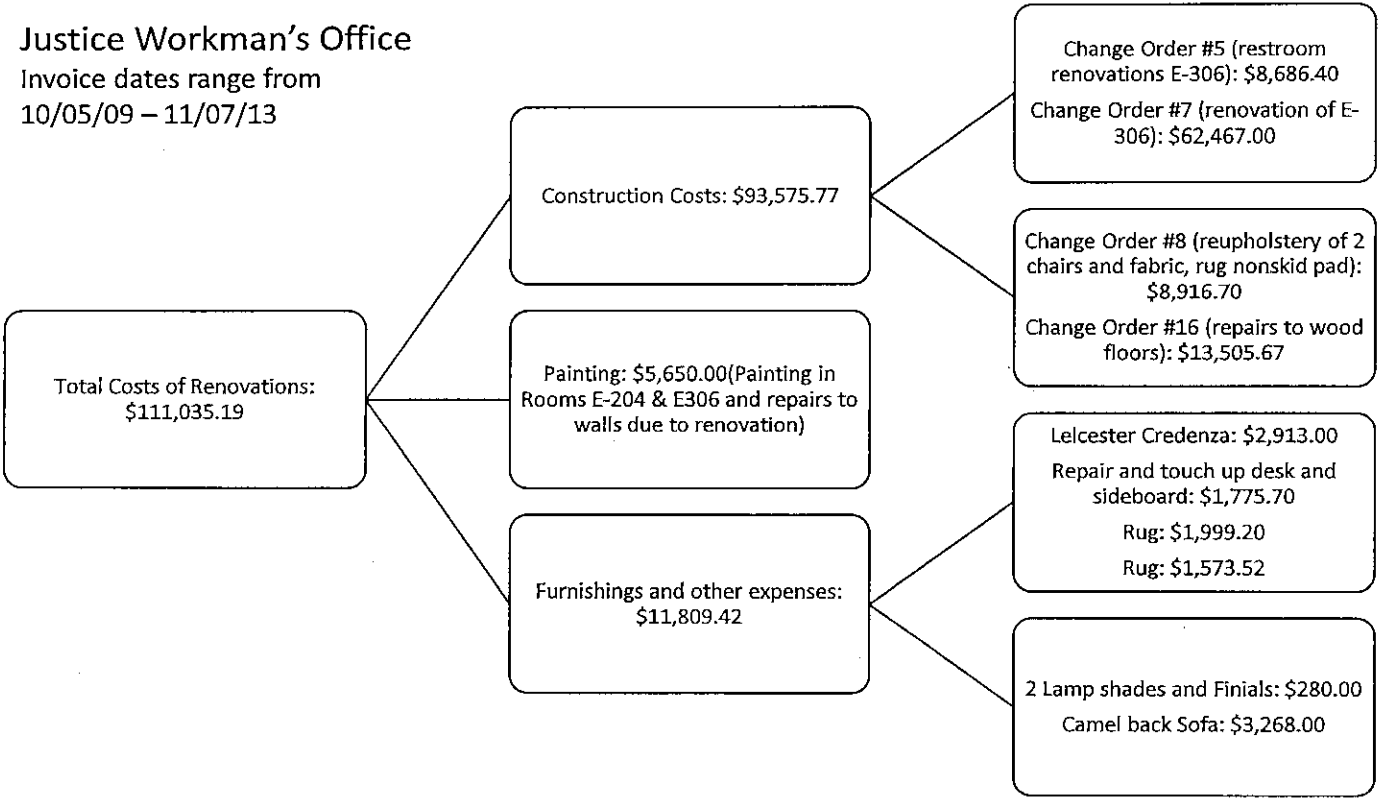 Justice Workman’s Office
Invoice dates range from
10/05/09 – 11/07/13
Total Costs of Renovations:
$111,035.19
Construction Costs: $93,575.77
Painting: $5,650.00(Painting in
Rooms E-204 & E306 and repairs to
walls due to renovation)
Furnishings and other expenses:
$11,809.42
Change Order #5 (restroom
renovations E-306): $8,686.40
Change Order #7 (renovation of E-
306): $62,467.00
Change Order #8 (reupholstery of 2
chairs and fabric, rug nonskid pad):
$8,916.70
Change Order #16 (repairs to wood
floors): $13,505.67
Lelcester Credenza: $2,913.00
Repair and touch up desk and
sideboard: $1,775.70
Rug: $1,999.20
Rug: $1,573.52
2 Lamp shades and Finials: $280.00
Camel back Sofa: $3,268.00